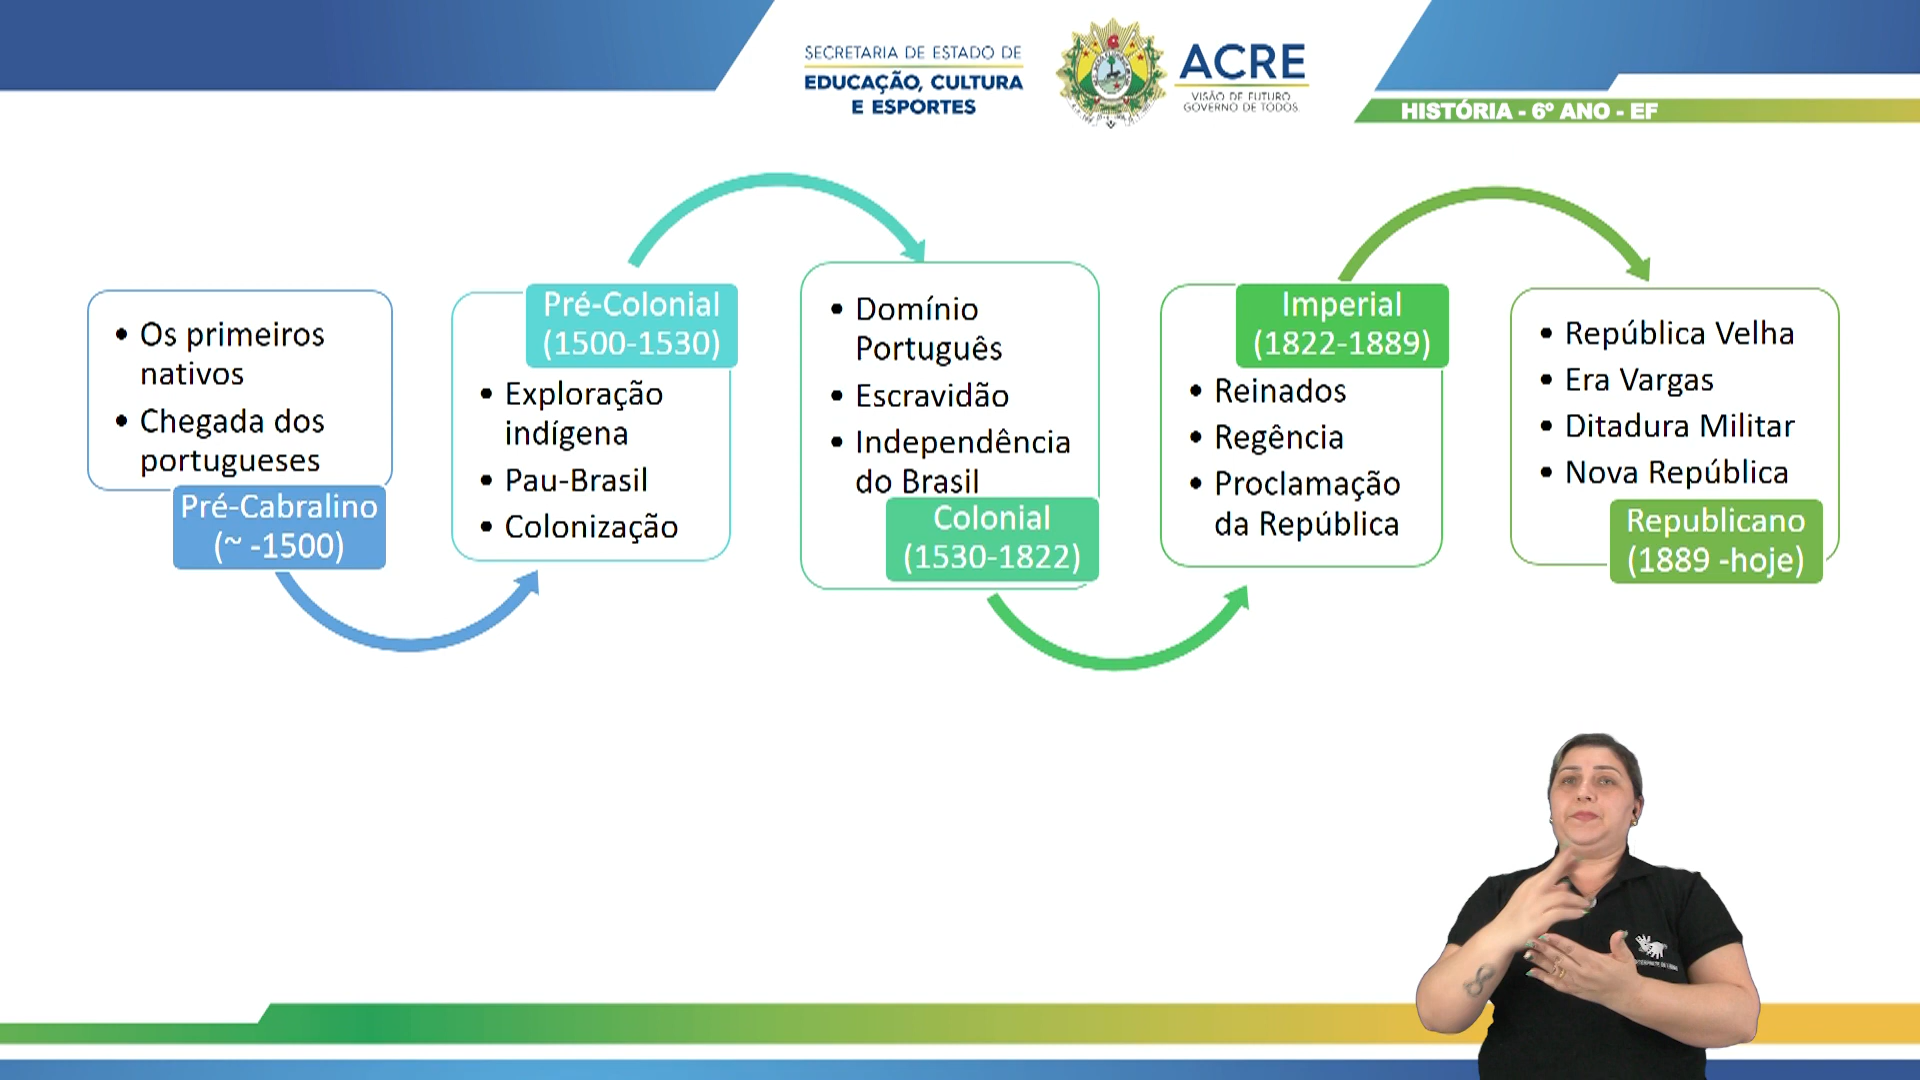 SECRETARIA DE ESTADO DE
EDUCAÇÃO, CULTURA
E ESPORTES
ACRE
VISÃO DE FUTURO
GOVERNO DE TODOS
HISTÓRIA - 6º ANO - EF
• Os primeiros
nativos
• Chegada dos
portugueses
Pré-Cabralino
(~ -1500)
Pré-Colonial
(1500-1530)
• Exploração
indígena
• Pau-Brasil
• Colonização
• Domínio
Português
• Escravidão
• Independência
do Brasil
Colonial
(1530-1822)
Imperial
(1822-1889)
• Reinados
• Regência
• Proclamação
da República
• República Velha
• Era Vargas
• Ditadura Militar
• Nova República
Republicano
(1889 -hoje)